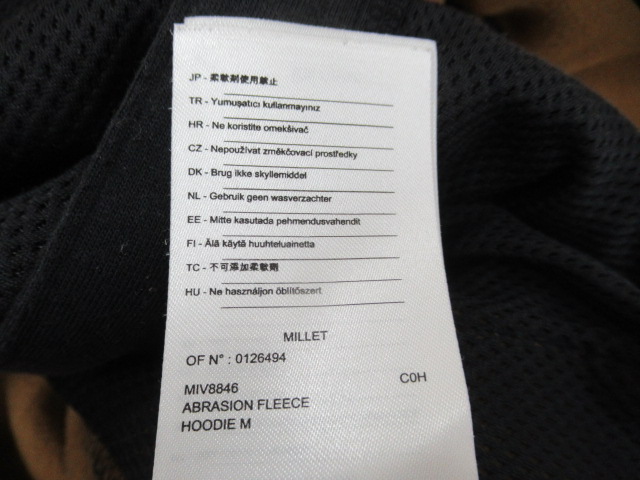 JP - 柔軟剤使用禁止
TR - Yumuşatıcı kullanmayınız
HR - Ne koristite omekšivač
CZ - Nepoužívat změkčovací prostředky
DK - Brug ikke skyllemiddel
NL - Gebruik geen wasverzachter
EE - Mitte kasutada pehmendusvahendit
FI - Älä käytä huuhteluainetta
TC - 不可添加柔軟劑
HU - Ne használjon öblítőszert
MILLET
OF N° : 0126494
MIV8846 C0H
ABRASION FLEECE
HOODIE M